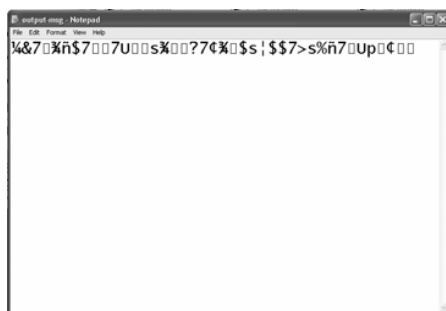 output-msg - Notepad
File Edit Format View Help
¼&7▯¾ñ$7▯▯7U▯▯s¾▯▯?7¢¾▯$s¦$$7>s%ñ7▯Up▯¢▯▯